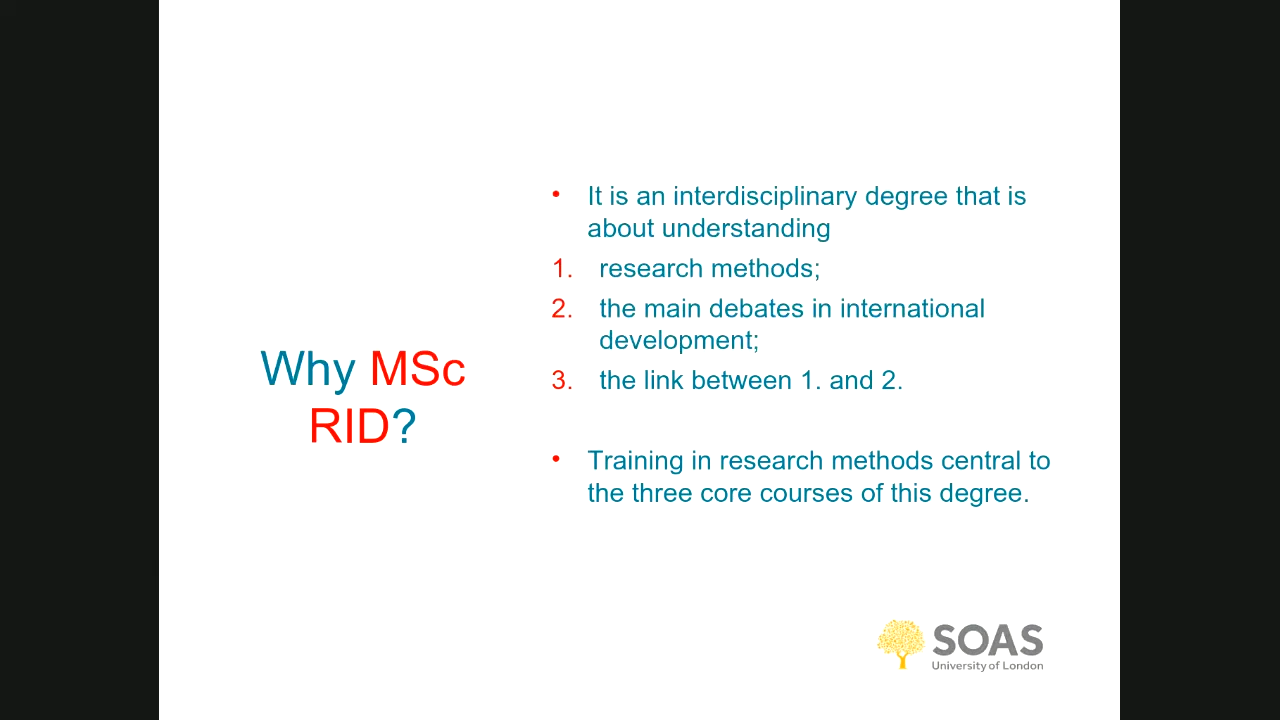 Why MSc
RID?
• It is an interdisciplinary degree that is
about understanding
1. research methods;
2. the main debates in international
development;
3. the link between 1. and 2.
• Training in research methods central to
the three core courses of this degree.
SOAS
University of London